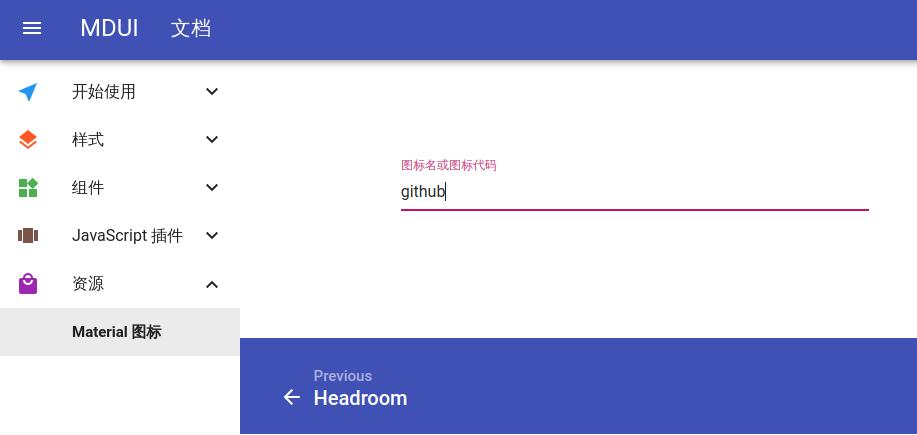 MDUI 文档
开始使用
样式
组件
JavaScript 插件
资源
Material 图标
图标名或图标代码
github
Previous
Headroom